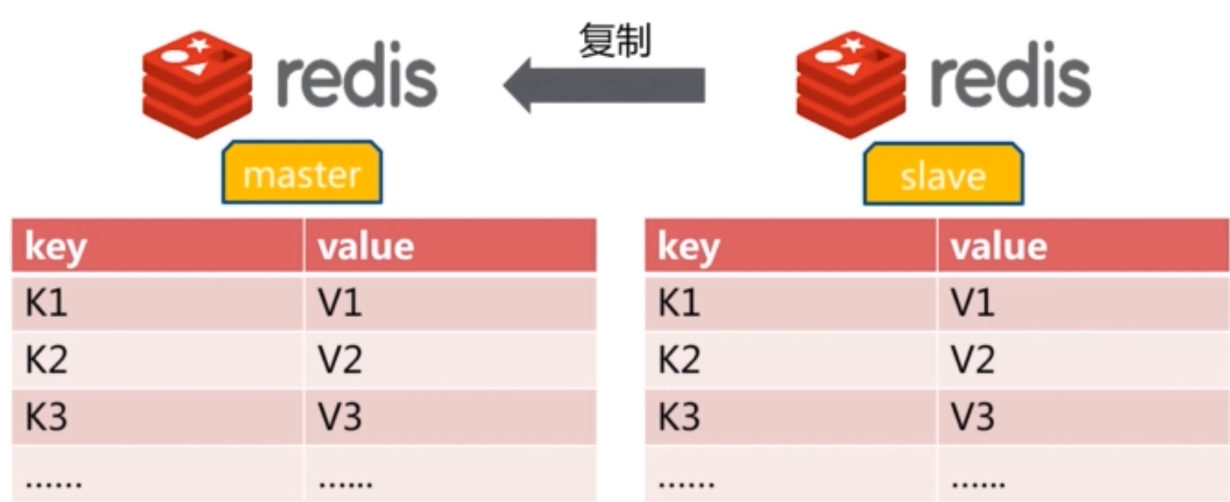 复制
redis redis
master slave
key value key value
K1 V1 K1 V1
K2 V2 K2 V2
K3 V3 K3 V3
...... ...... ...... ......